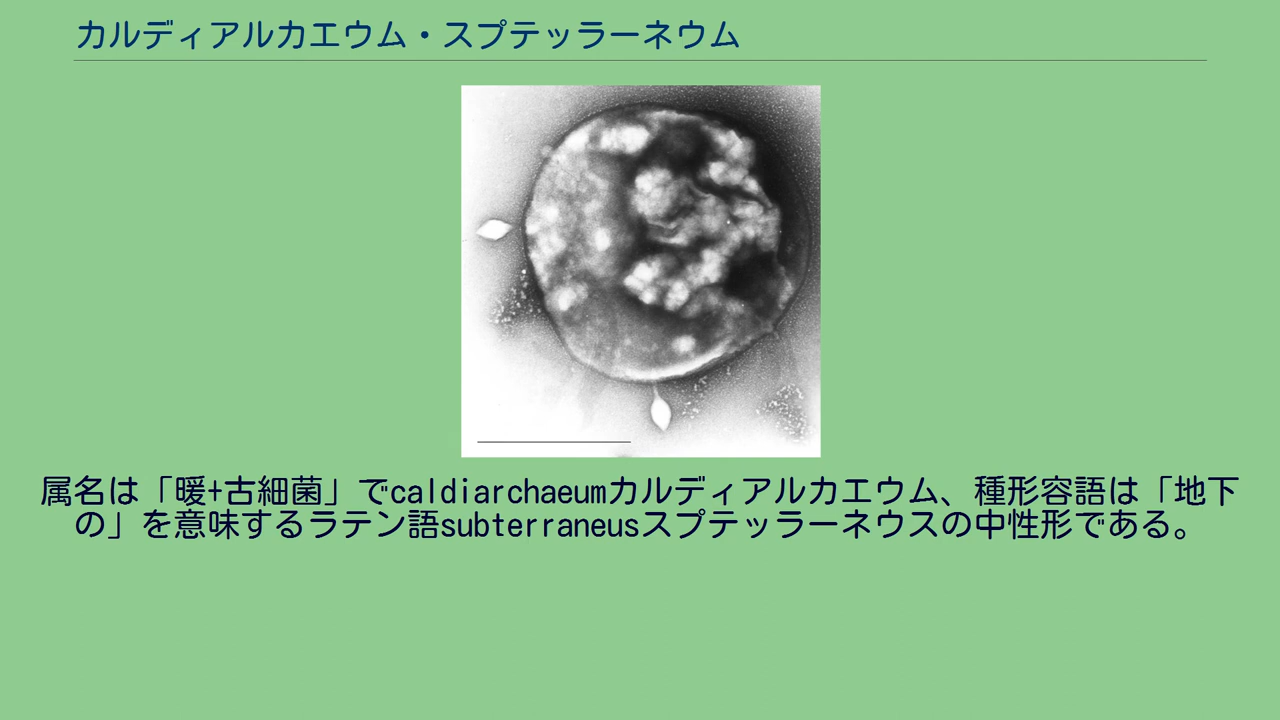 カルディアルカエウム・スプテッラーネウム
属名は「暖+古細菌」でcaldiarchaeumカルディアルカエウム、種形容語は「地下
の」を意味するラテン語subterraneusスプテッラーネウスの中性形である。